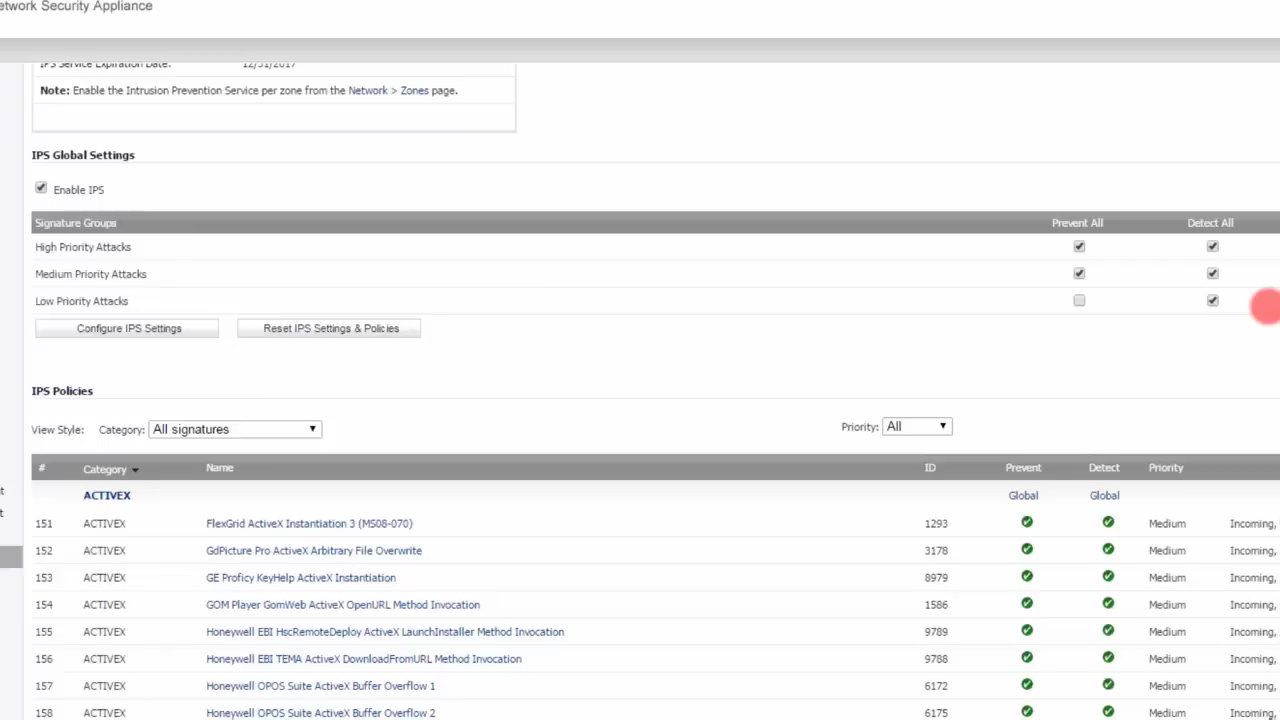 etwork Security Appliance
IPS Service Expiration Date: 12/31/2017
Note: Enable the Intrusion Prevention Service per zone from the Network > Zones page.
IPS Global Settings
Enable IPS
Signature Groups Prevent All Detect All
High Priority Attacks
Medium Priority Attacks
Low Priority Attacks
Configure IPS Settings Reset IPS Settings & Policies
IPS Policies
View Style: Category: All signatures Priority: All
# Category Name ID Prevent Detect Priority
ACTIVEX Global Global
151 ACTIVEX FlexGrid ActiveX Instantiation 3 (MS08-070) 1293 Medium Incoming,
152 ACTIVEX GdPicture Pro ActiveX Arbitrary File Overwrite 3178 Medium Incoming,
t
153 ACTIVEX GE Proficy KeyHelp ActiveX Instantiation 8979 Medium Incoming,
t
154 ACTIVEX GOM Player GomWeb ActiveX OpenURL Method Invocation 1586 Medium Incoming,
155 ACTIVEX Honeywell EBI HscRemoteDeploy ActiveX LaunchInstaller Method Invocation 9789 Medium Incoming,
156 ACTIVEX Honeywell EBI TEMA ActiveX DownloadFromURL Method Invocation 9788 Medium Incoming,
157 ACTIVEX Honeywell OPOS Suite ActiveX Buffer Overflow 1 6172 Medium Incoming,
158 ACTIVEX Honeywell OPOS Suite ActiveX Buffer Overflow 2 6175 Medium Incoming,